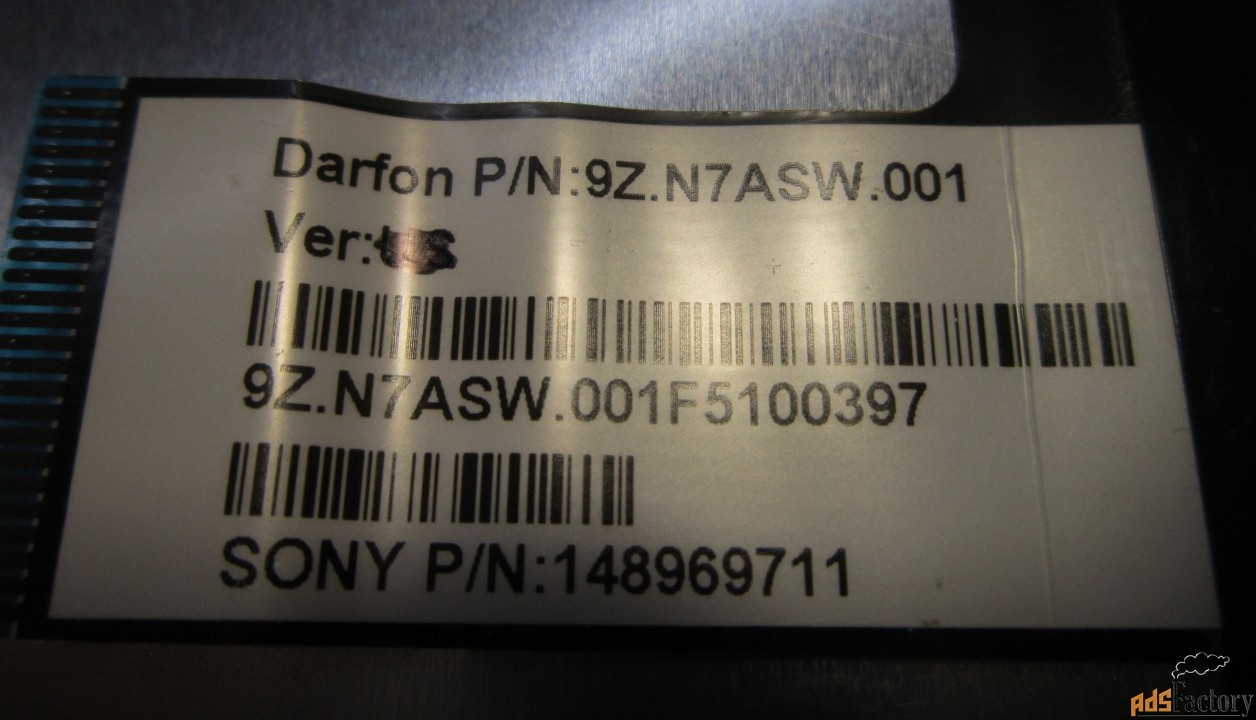 Darfon P/N:9Z.N7ASW.001
Ver:
9Z.N7ASW.001F5100397
SONY P/N:148969711
AdsFactory